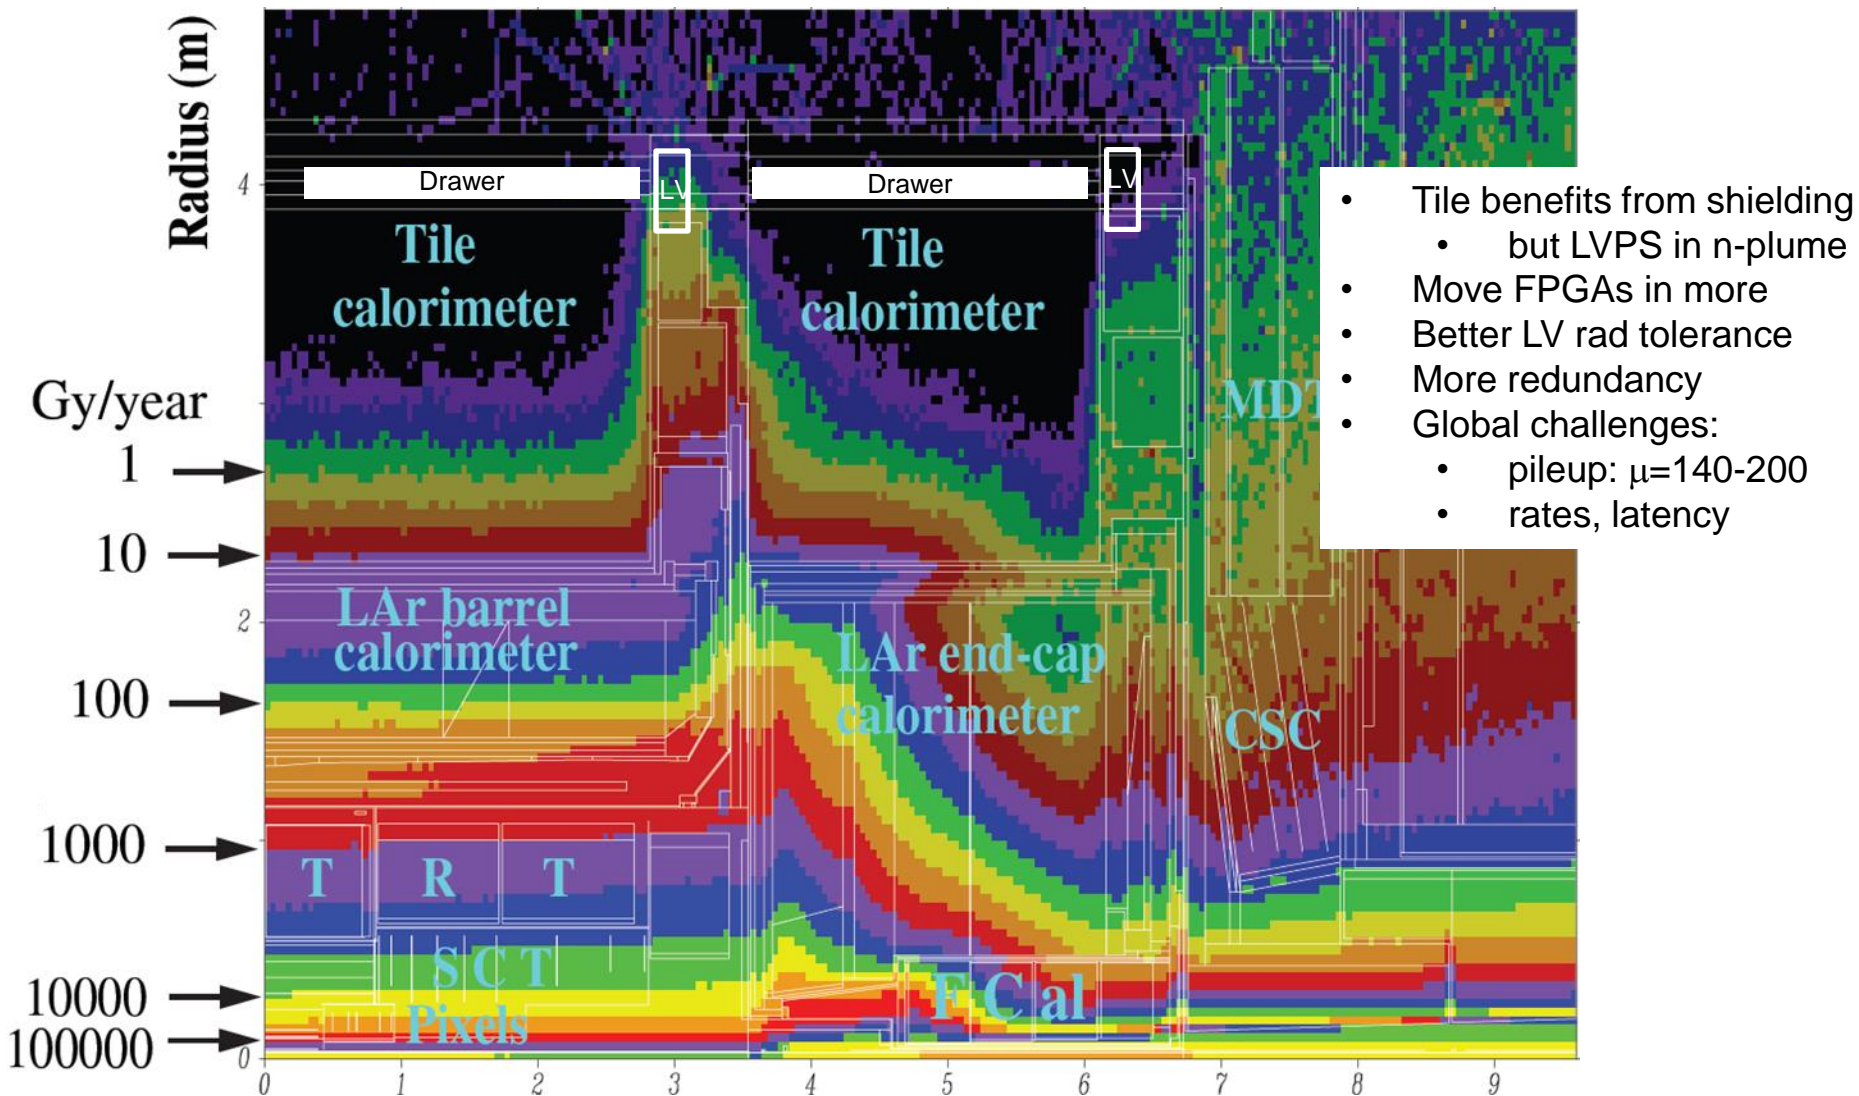 Radius (m)
4
2
0
Gy/year
1
10
100
1000
10000
100000
Drawer
LV
Drawer
LV
Tile
calorimeter
Tile
calorimeter
LAr barrel
calorimeter
LAr end-cap
calorimeter
MDT
CSC
T R T
S C T
Pixels
F C al
0 1 2 3 4 5 6 7 8 9
• Tile benefits from shielding
• but LVPS in n-plume
• Move FPGAs in more
• Better LV rad tolerance
• More redundancy
• Global challenges:
• pileup: μ=140-200
• rates, latency